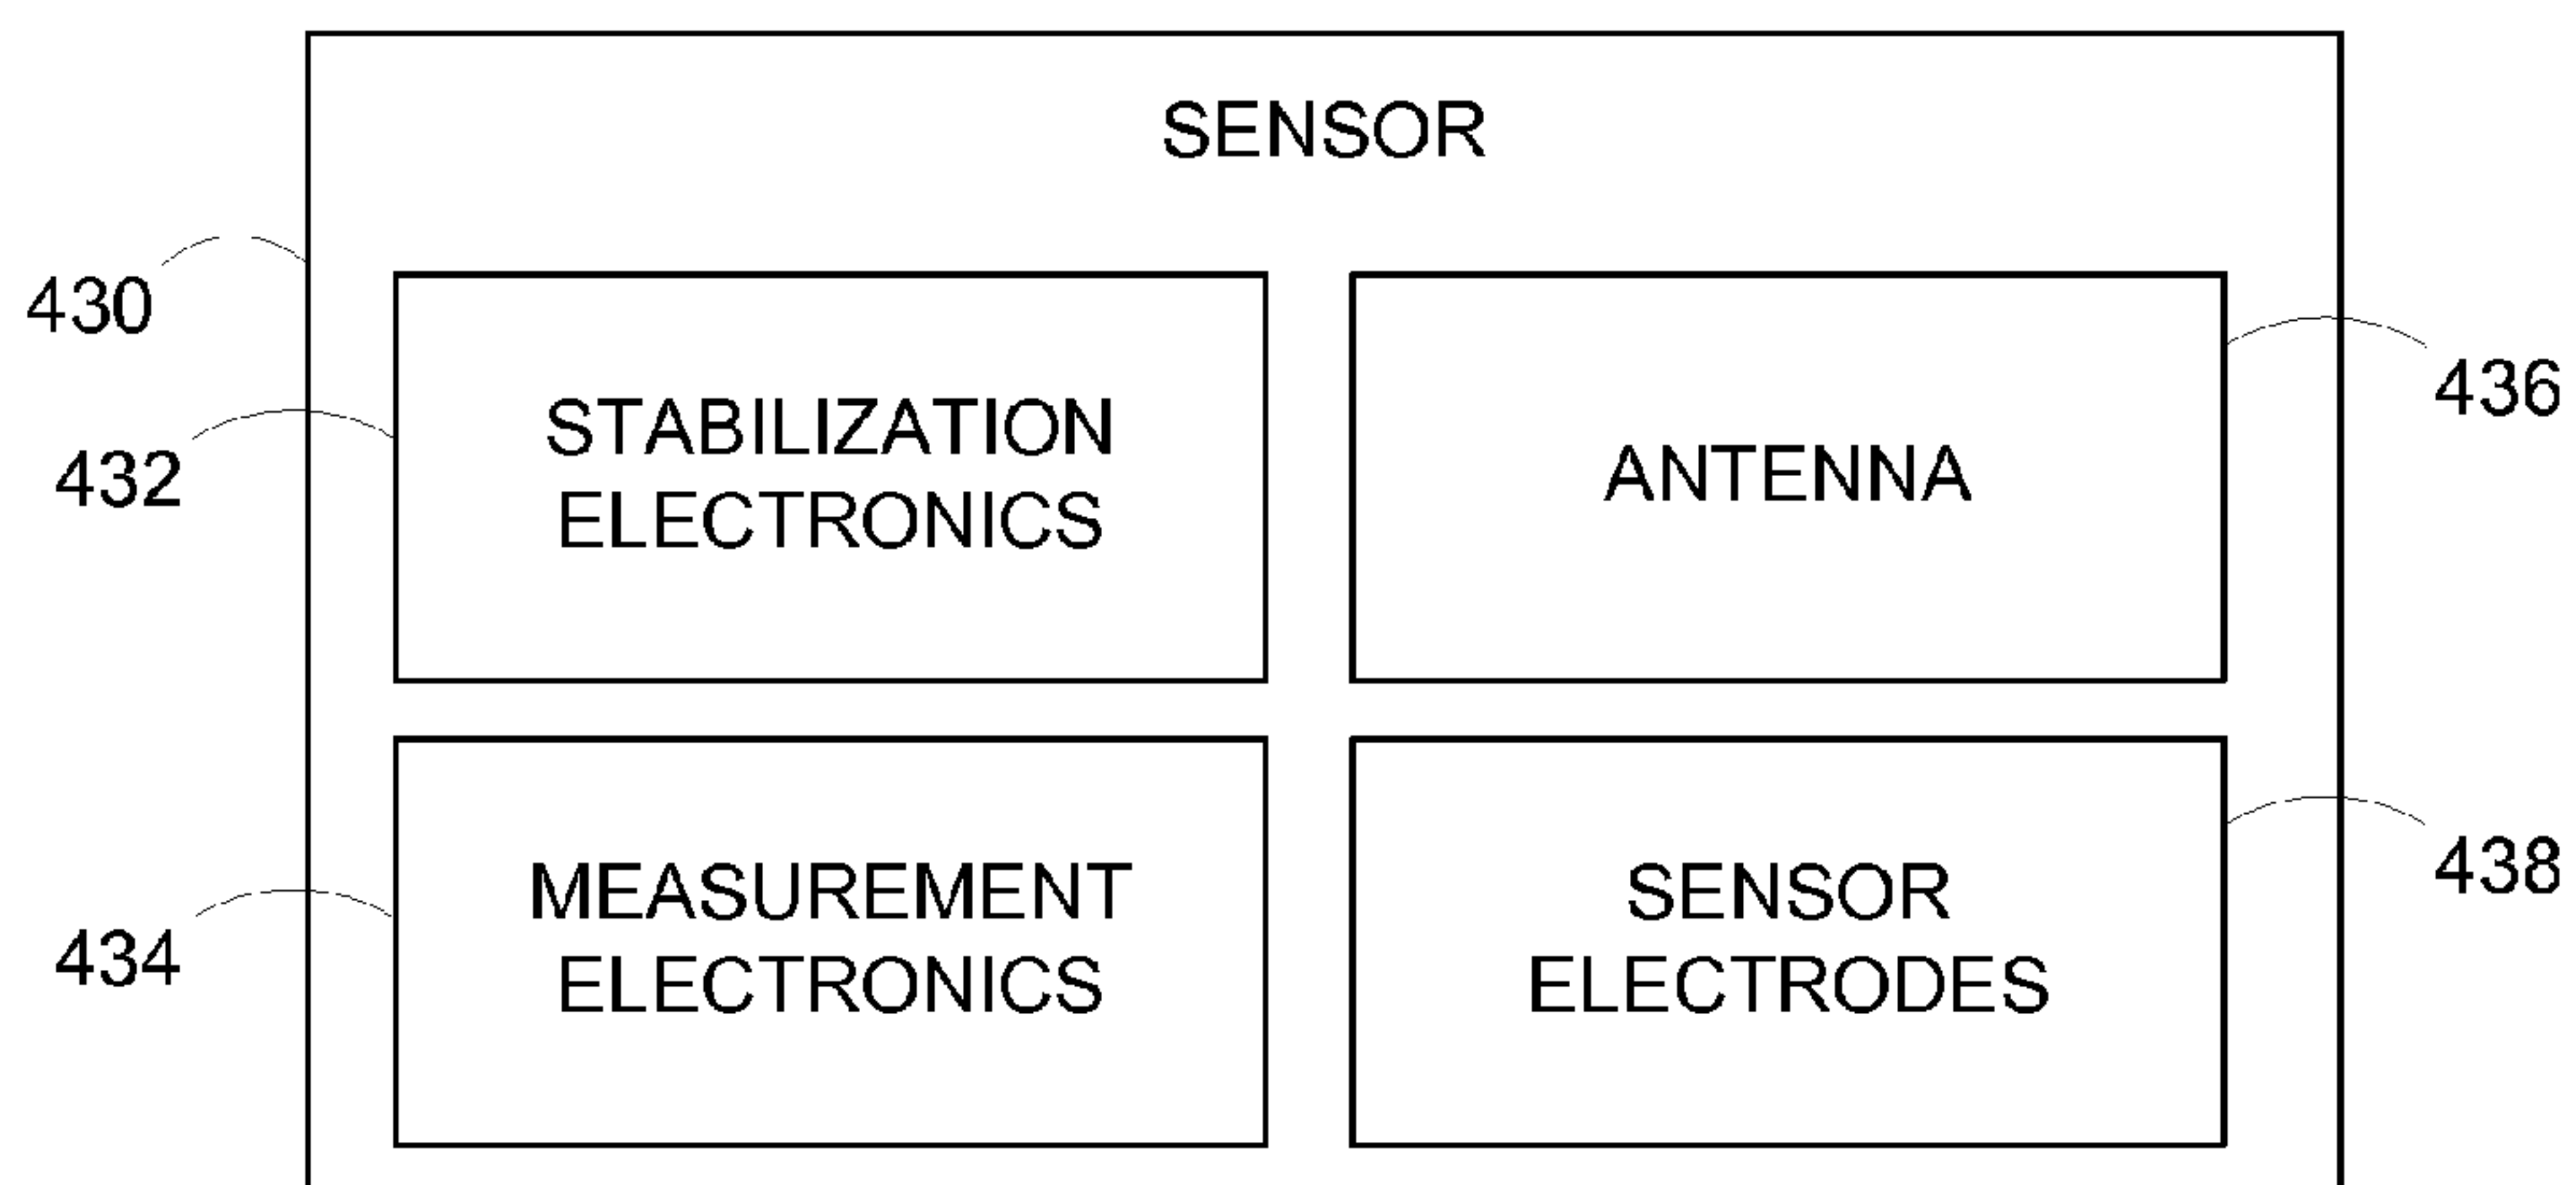 SENSOR
430
432
STABILIZATION
ELECTRONICS
ANTENNA
436
434
MEASUREMENT
ELECTRONICS
SENSOR
ELECTRODES
438